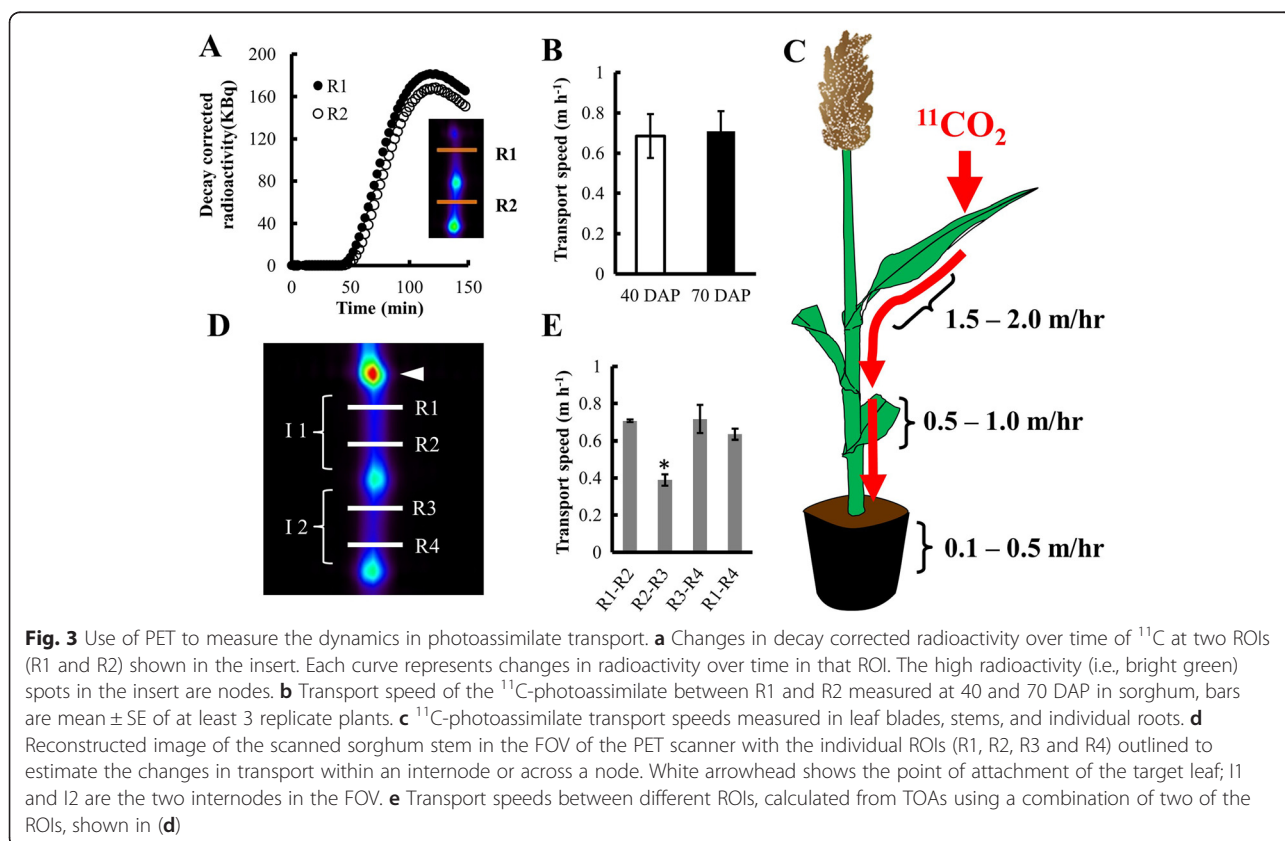 A
200
160
120
80
40
0
Decay corrected
radioactivity(KBq)
R1
R2
R1
R2
0 50 100 150
Time (min)
B
1
0.8
0.6
0.4
0.2
0
Transport speed (m h⁻¹)
40 DAP 70 DAP
C
¹¹CO₂
1.5 – 2.0 m/hr
0.5 – 1.0 m/hr
0.1 – 0.5 m/hr
D
I 1
I 2
R1
R2
R3
R4
E
1
0.8
0.6
0.4
0.2
0
Transport speed (m h⁻¹)
*
R1-R2
R2-R3
R3-R4
R1-R4
Fig. 3 Use of PET to measure the dynamics in photoassimilate transport. a Changes in decay corrected radioactivity over time of ¹¹C at two ROIs
(R1 and R2) shown in the insert. Each curve represents changes in radioactivity over time in that ROI. The high radioactivity (i.e., bright green)
spots in the insert are nodes. b Transport speed of the ¹¹C-photoassimilate between R1 and R2 measured at 40 and 70 DAP in sorghum, bars
are mean ± SE of at least 3 replicate plants. c ¹¹C-photoassimilate transport speeds measured in leaf blades, stems, and individual roots. d
Reconstructed image of the scanned sorghum stem in the FOV of the PET scanner with the individual ROIs (R1, R2, R3 and R4) outlined to
estimate the changes in transport within an internode or across a node. White arrowhead shows the point of attachment of the target leaf; I1
and I2 are the two internodes in the FOV. e Transport speeds between different ROIs, calculated from TOAs using a combination of two of the
ROIs, shown in (d)